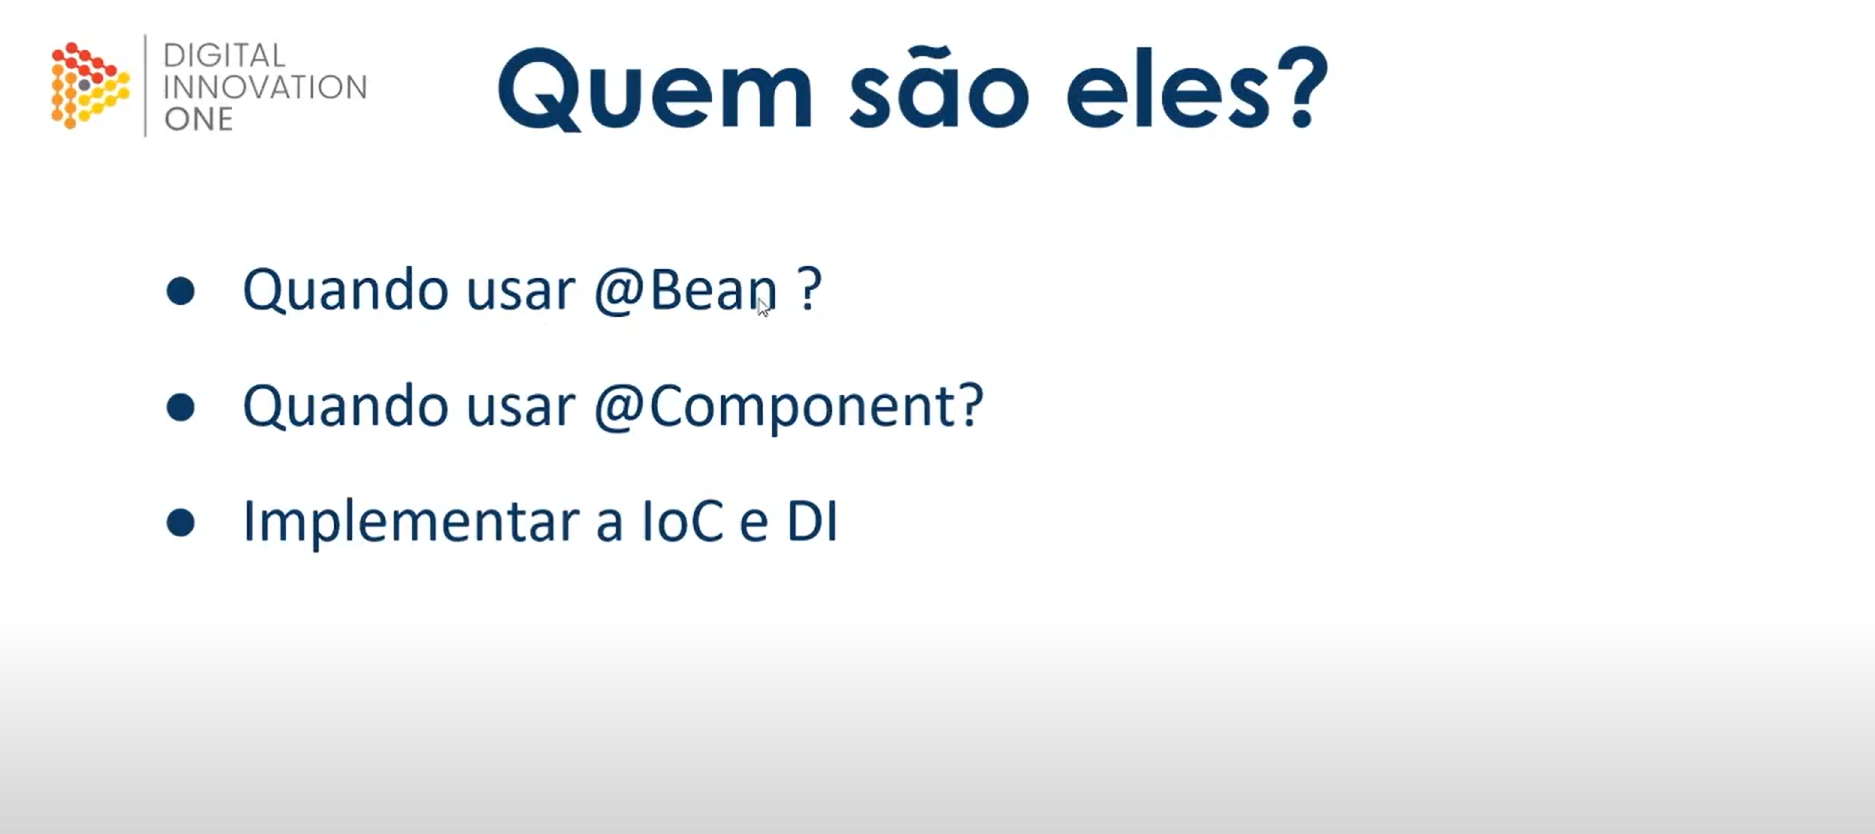 DIGITAL
INNOVATION
ONE
Quem são eles?
● Quando usar @Bean ?
● Quando usar @Component?
● Implementar a IoC e DI